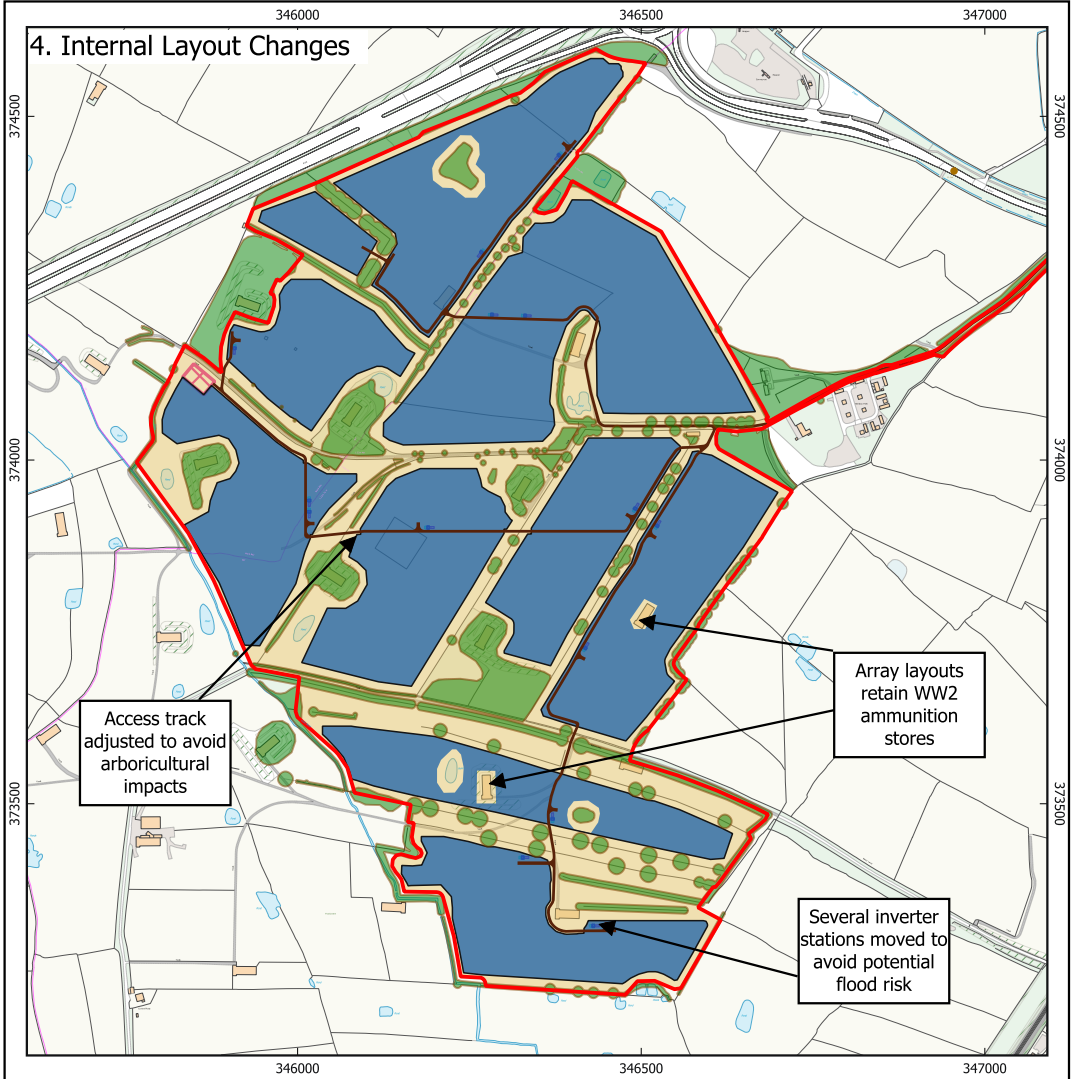 346000
346500
347000
4. Internal Layout Changes
374500
374500
374000
374000
373500
373500
Array layouts
retain WW2
ammunition
stores
Access track
adjusted to avoid
arboricultural
impacts
Several inverter
stations moved to
avoid potential
flood risk
346000
346500
347000